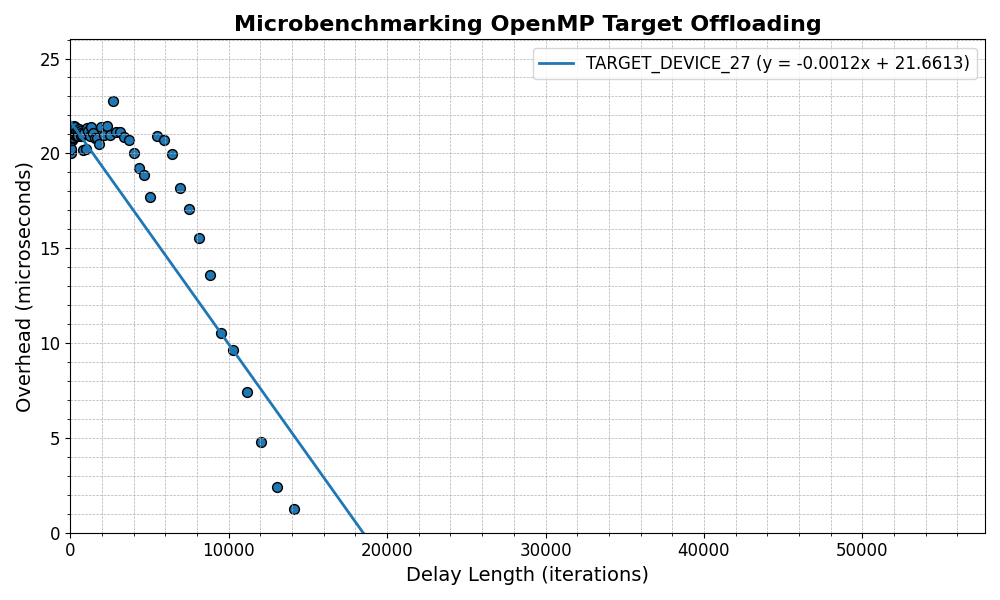 Microbenchmarking OpenMP Target Offloading
TARGET_DEVICE_27 (y = -0.0012x + 21.6613)
Overhead (microseconds)
25
20
15
10
5
0
0 10000 20000 30000 40000 50000
Delay Length (iterations)